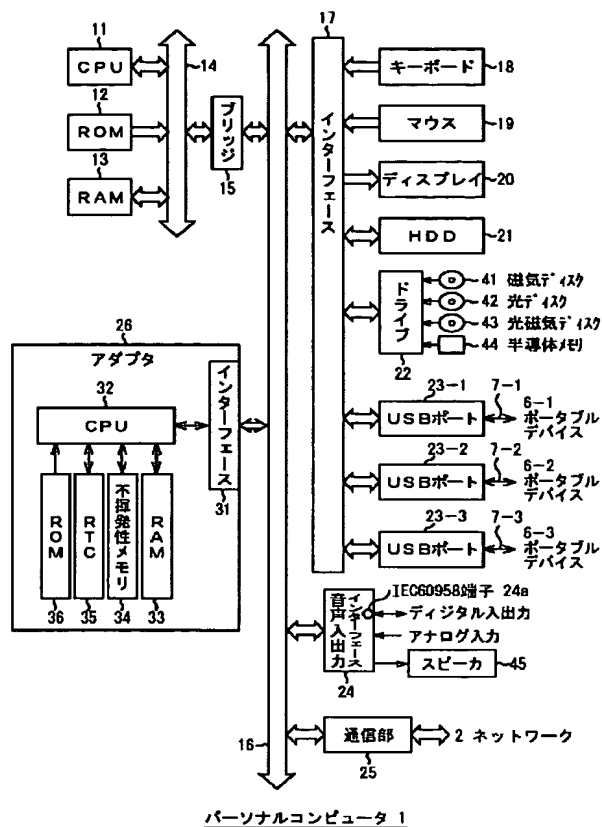 11
CPU
12
ROM
13
RAM
14
ブリッジ
15
17
インターフェース
キーボード 18
マウス 19
ディスプレイ 20
HDD 21
ドライブ
22
41 磁気ディスク
42 光ディスク
43 光磁気ディスク
44 半導体メモリ
23-1
USBポート
7-1
6-1
ポータブル
デバイス
23-2
USBポート
7-2
6-2
ポータブル
デバイス
23-3
USBポート
7-3
6-3
ポータブル
デバイス
26
アダプタ
32
CPU
インターフェース
31
ROM
36
RTC
35
不揮発性メモリ
34
RAM
33
音声入出力
インターフェース
24
IEC60958端子 24a
ディジタル入出力
アナログ入力
スピーカ 45
16
通信部
25
2 ネットワーク
パーソナルコンピュータ 1